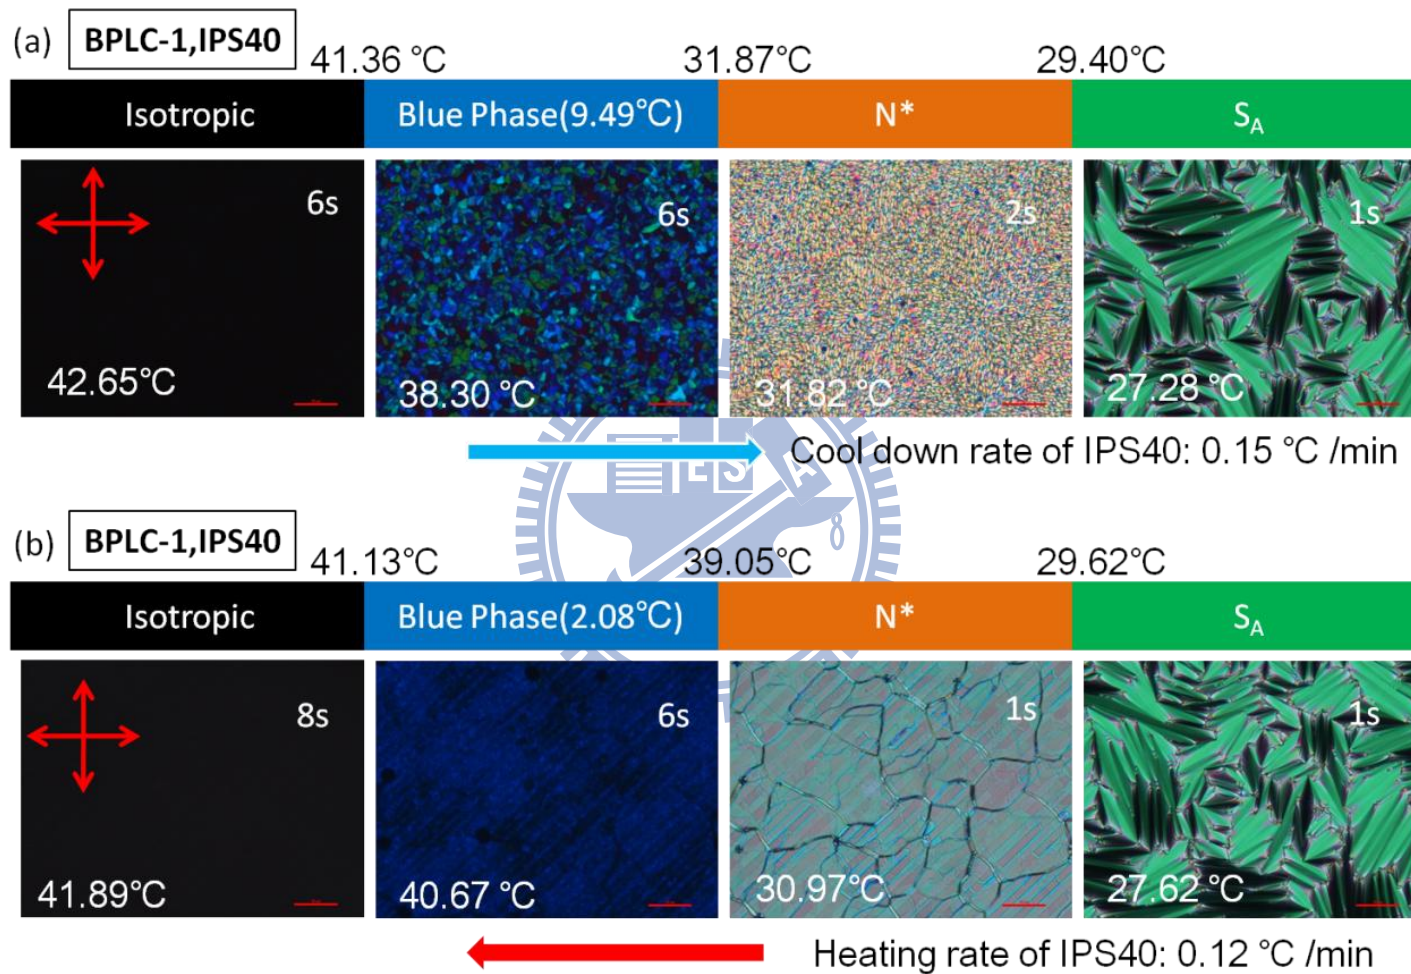 (a) BPLC-1,IPS40
41.36 ℃ 31.87℃ 29.40℃
Isotropic Blue Phase(9.49℃) N* S_A
6s 6s 2s 1s
42.65℃ 38.30 ℃ 31.82 ℃ 27.28 ℃
Cool down rate of IPS40: 0.15 ℃ /min
E S A
8
(b) BPLC-1,IPS40
41.13℃ 39.05℃ 29.62℃
Isotropic Blue Phase(2.08℃) N* S_A
8s 6s 1s 1s
41.89℃ 40.67 ℃ 30.97℃ 27.62 ℃
Heating rate of IPS40: 0.12 ℃ /min